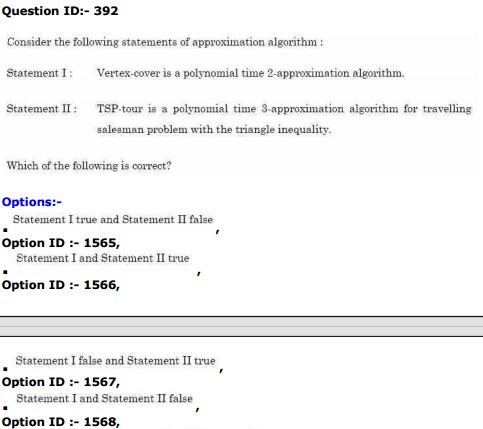 Question ID:- 392
Consider the following statements of approximation algorithm :
Statement I : Vertex-cover is a polynomial time 2-approximation algorithm.
Statement II : TSP-tour is a polynomial time 3-approximation algorithm for travelling
salesman problem with the triangle inequality.
Which of the following is correct?
Options:-
Statement I true and Statement II false ,
Option ID :- 1565,
Statement I and Statement II true ,
Option ID :- 1566,
Statement I false and Statement II true ,
Option ID :- 1567,
Statement I and Statement II false ,
Option ID :- 1568,